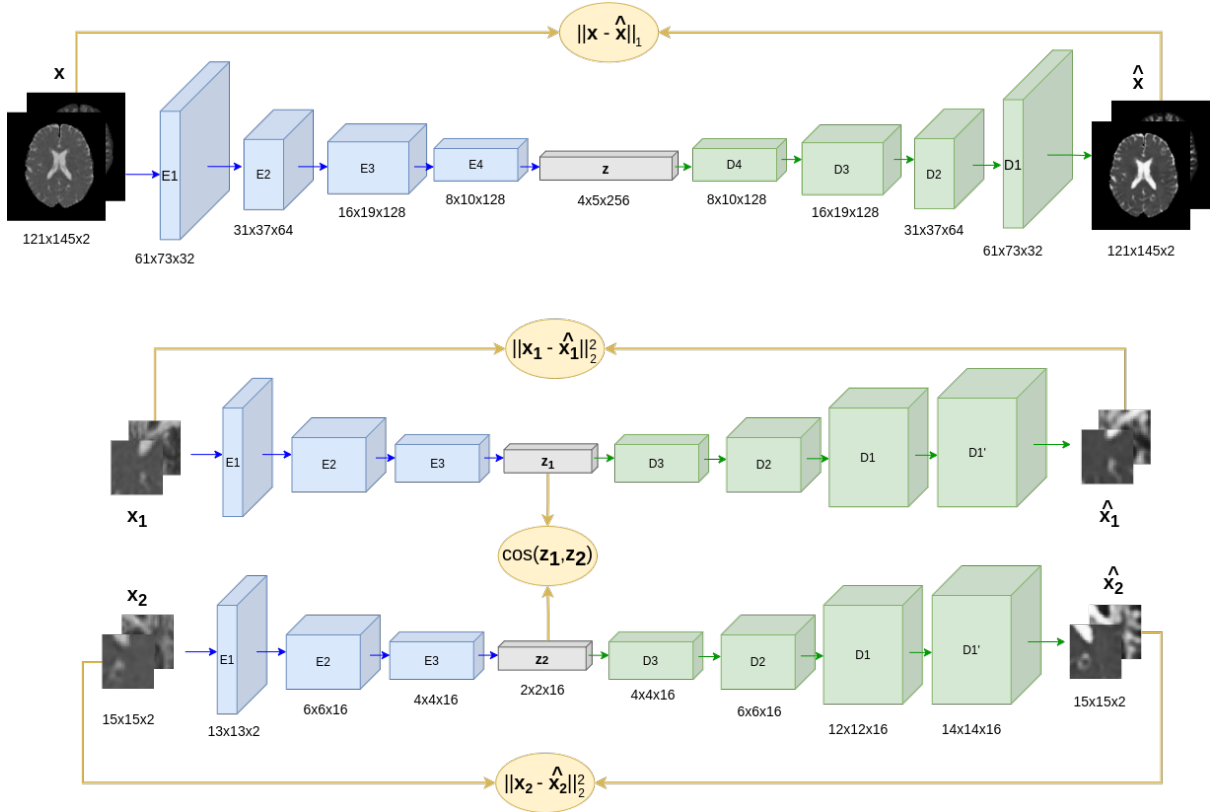 ||x - x̂||₁
x
x̂
E1
E2
E3
E4
z
D4
D3
D2
D1
121x145x2
61x73x32
31x37x64
16x19x128
8x10x128
4x5x256
8x10x128
16x19x128
31x37x64
61x73x32
121x145x2
||x₁ - x̂₁||₂²
E1
E2
E3
z₁
D3
D2
D1
D1'
x₁
x̂₁
cos(z₁,z₂)
x₂
x̂₂
E1
E2
E3
z₂
D3
D2
D1
D1'
15x15x2
13x13x2
6x6x16
4x4x16
2x2x16
4x4x16
6x6x16
12x12x16
14x14x16
15x15x2
||x₂ - x̂₂||₂²